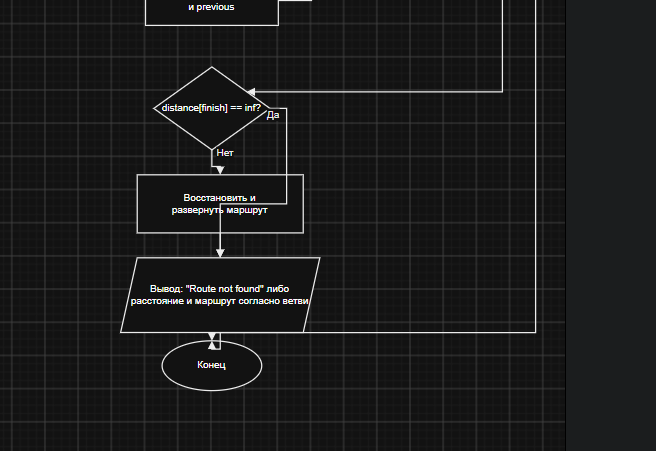 и previous
distance[finish] == inf?
Да
Нет
Восстановить и
развернуть маршрут
Вывод: "Route not found" либо
расстояние и маршрут согласно ветви
Конец